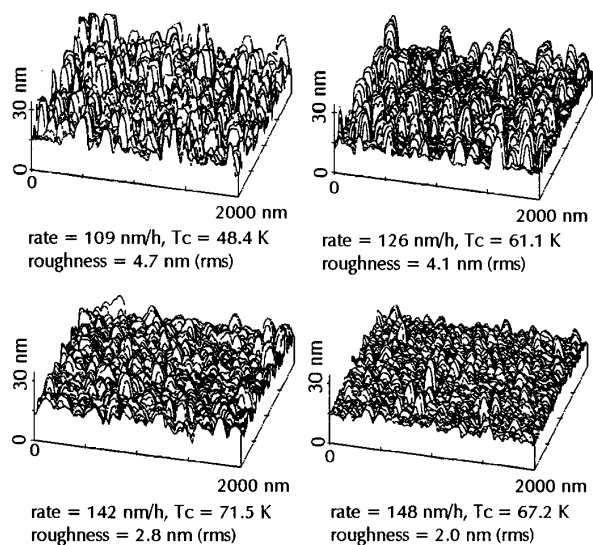 30 nm
0
0
2000 nm
rate = 109 nm/h, Tc = 48.4 K
roughness = 4.7 nm (rms)
30 nm
0
0
2000 nm
rate = 126 nm/h, Tc = 61.1 K
roughness = 4.1 nm (rms)
30 nm
0
0
2000 nm
rate = 142 nm/h, Tc = 71.5 K
roughness = 2.8 nm (rms)
30 nm
0
0
2000 nm
rate = 148 nm/h, Tc = 67.2 K
roughness = 2.0 nm (rms)